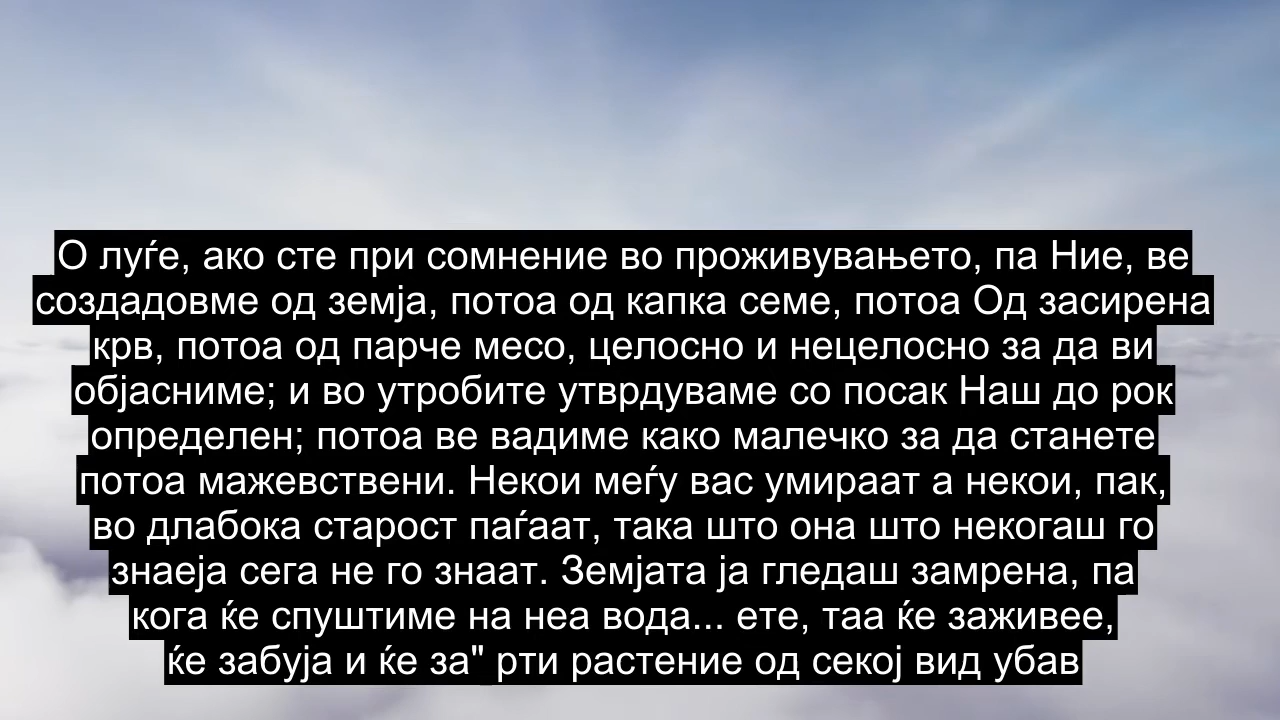 О луѓе, ако сте при сомнение во проживувањето, па Ние, ве
создадовме од земја, потоа од капка семе, потоа Од засирена
крв, потоа од парче месо, целосно и нецелосно за да ви
објасниме; и во утробите утврдуваме со посак Наш до рок
определен; потоа ве вадиме како малечко за да станете
потоа мажевствени. Некои меѓу вас умираат а некои, пак,
во длабока старост паѓаат, така што она што некогаш го
знаеја сега не го знаат. Земјата ја гледаш замрена, па
кога ќе спуштиме на неа вода... ете, таа ќе заживее,
ќе забуја и ќе за" рти растение од секој вид убав